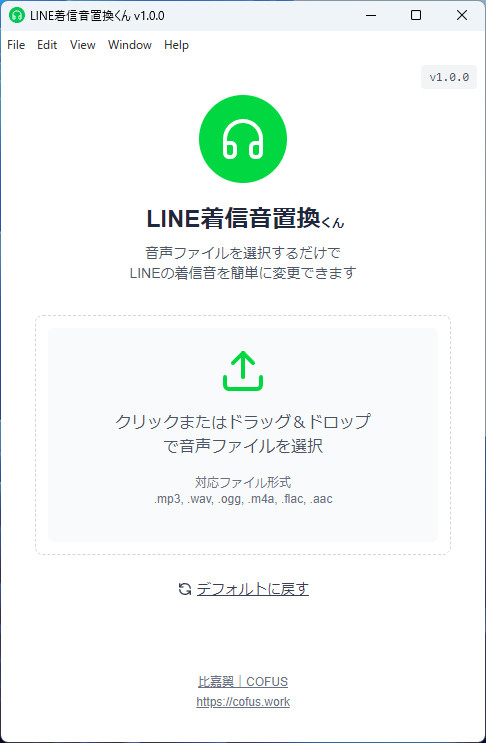 LINE着信音置換くん v1.0.0
File Edit View Window Help
v1.0.0
LINE着信音置換くん
音声ファイルを選択するだけで
LINEの着信音を簡単に変更できます
クリックまたはドラッグ＆ドロップ
で音声ファイルを選択
対応ファイル形式
.mp3, .wav, .ogg, .m4a, .flac, .aac
デフォルトに戻す
比嘉翼｜COFUS
https://cofus.work